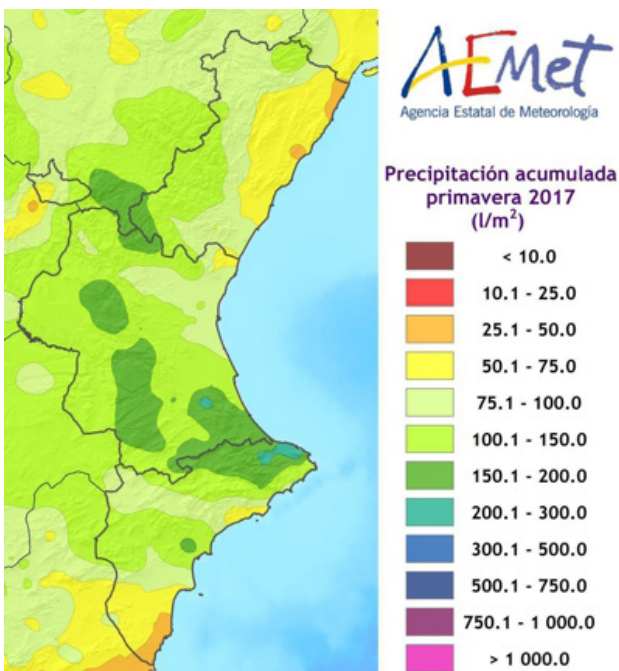 AEMet
Agencia Estatal de Meteorología
Precipitación acumulada
primavera 2017
(l/m²)
< 10.0
10.1 - 25.0
25.1 - 50.0
50.1 - 75.0
75.1 - 100.0
100.1 - 150.0
150.1 - 200.0
200.1 - 300.0
300.1 - 500.0
500.1 - 750.0
750.1 - 1 000.0
> 1 000.0